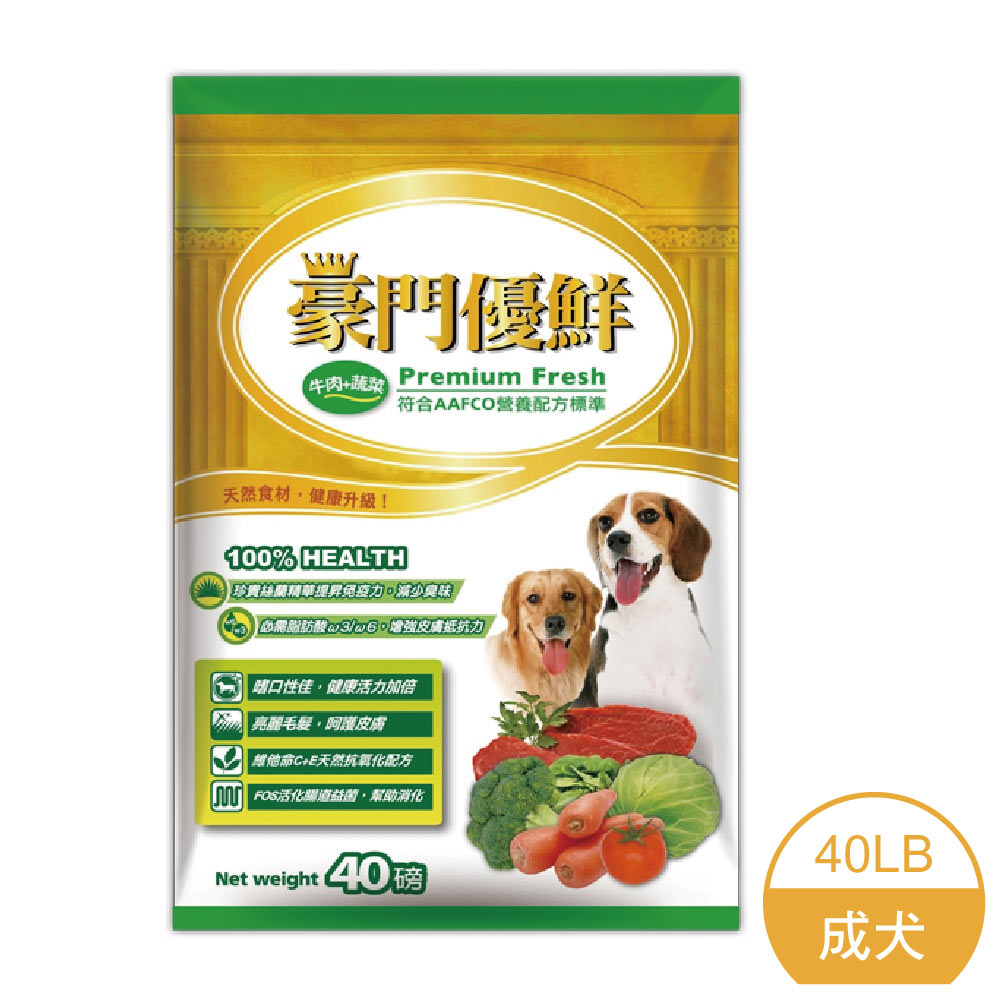 豪門優鮮
牛肉+蔬菜
Premium Fresh
符合AAFCO營養配方標準
天然食材，健康升級！
100% HEALTH
珍寶絲蘭精華提昇免疫力，減少臭味
必需脂肪酸ω3/ω6，增強皮膚抵抗力
嗜口性佳，健康活力加倍
亮麗毛髮，呵護皮膚
維他命C+E天然抗氧化配方
FOS活化腸道益菌，幫助消化
Net weight 40磅
40LB
成犬